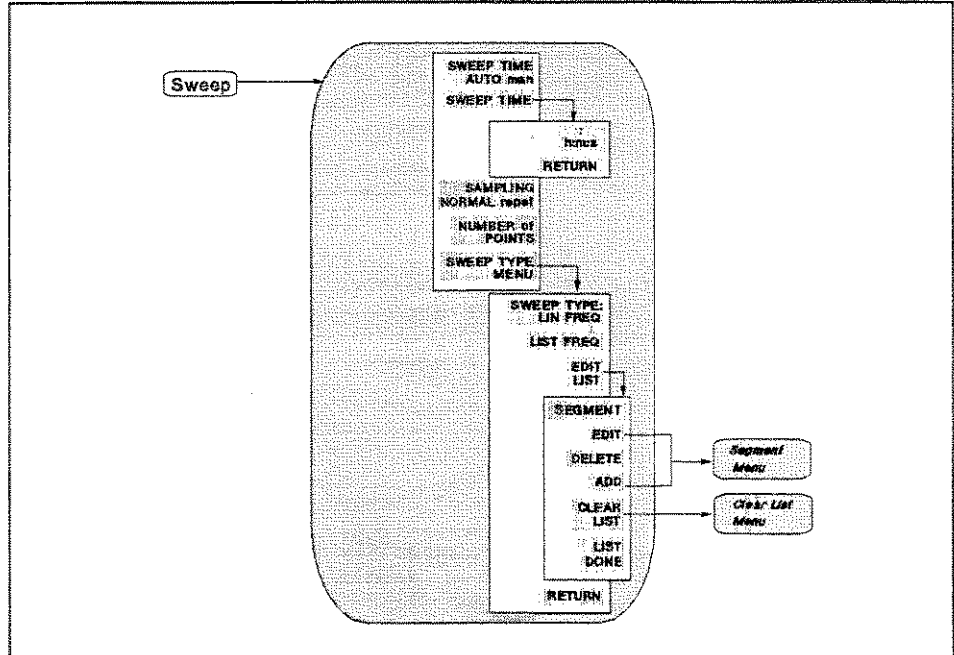 Sweep
SWEEP TIME
AUTO man
SWEEP TIME
:
h:m:s
RETURN
SAMPLING
NORMAL repet
NUMBER of
POINTS
SWEEP TYPE
MENU
SWEEP TYPE:
LIN FREQ
LIST FREQ
EDIT
LIST
SEGMENT
EDIT
DELETE
ADD
CLEAR
LIST
LIST
DONE
RETURN
Segment
Menu
Clear List
Menu